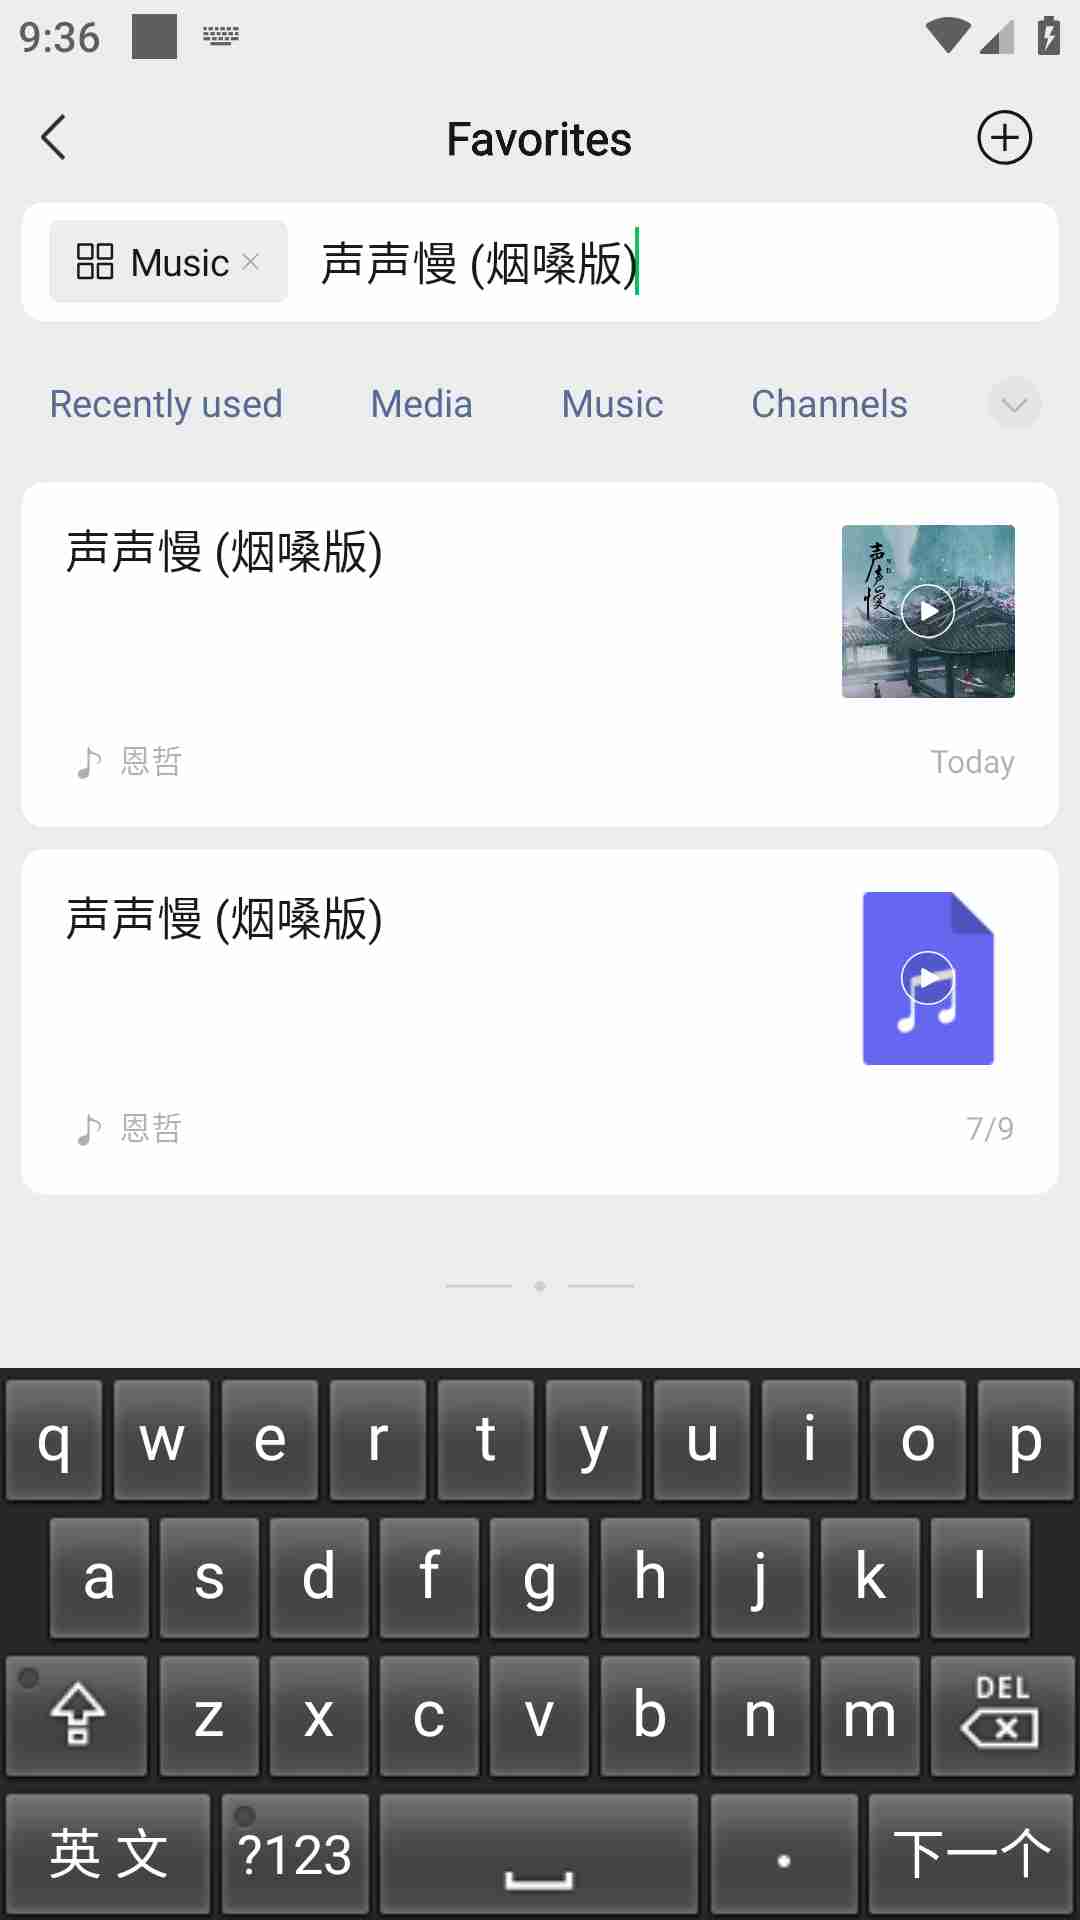 9:36
Favorites
Music
声声慢 (烟嗓版)
Recently used Media Music Channels
声声慢 (烟嗓版)
声声慢
恩哲 Today
声声慢 (烟嗓版)
恩哲 7/9
q w e r t y u i o p
a s d f g h j k l
z x c v b n m DEL
英文 ?123 . 下一个